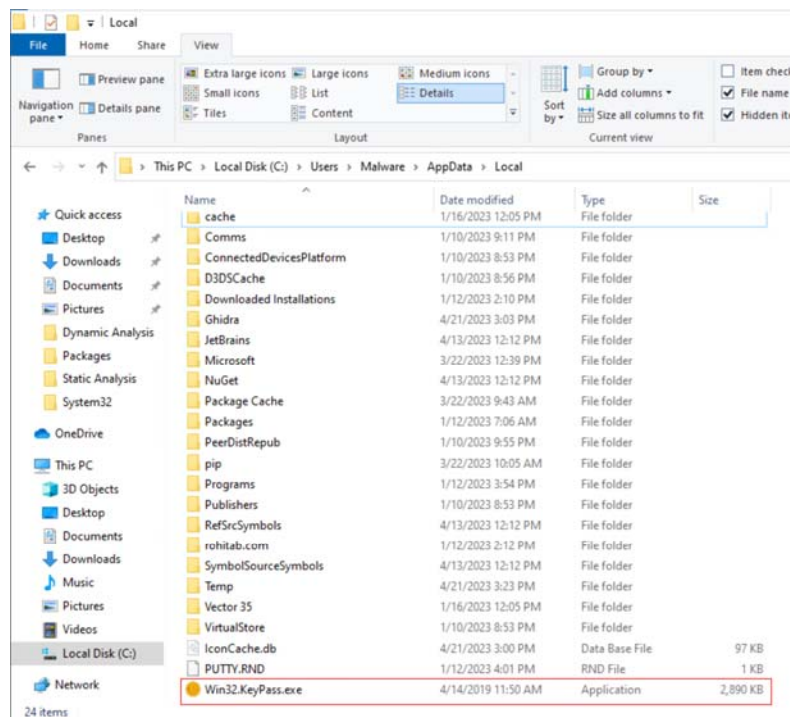 Local
File Home Share View
Navigation pane
Preview pane
Details pane
Panes
Extra large icons Large icons Medium icons
Small icons List Details
Tiles Content
Layout
Sort by
Group by
Add columns
Size all columns to fit
Current view
Item chec
File name
Hidden ite
This PC > Local Disk (C:) > Users > Malware > AppData > Local
Quick access
Desktop
Downloads
Documents
Pictures
Dynamic Analysis
Packages
Static Analysis
System32
OneDrive
This PC
3D Objects
Desktop
Documents
Downloads
Music
Pictures
Videos
Local Disk (C:)
Network
Name Date modified Type Size
cache 1/16/2023 12:05 PM File folder
Comms 1/10/2023 9:11 PM File folder
ConnectedDevicesPlatform 1/10/2023 8:53 PM File folder
D3DSCache 1/10/2023 8:56 PM File folder
Downloaded Installations 1/12/2023 2:10 PM File folder
Ghidra 4/21/2023 3:03 PM File folder
JetBrains 4/13/2023 12:12 PM File folder
Microsoft 3/22/2023 12:39 PM File folder
NuGet 4/13/2023 12:12 PM File folder
Package Cache 3/22/2023 9:43 AM File folder
Packages 1/12/2023 7:06 AM File folder
PeerDistRepub 1/10/2023 9:55 PM File folder
pip 3/22/2023 10:05 AM File folder
Programs 1/12/2023 3:54 PM File folder
Publishers 1/10/2023 8:53 PM File folder
RefSrcSymbols 4/13/2023 12:12 PM File folder
rohitab.com 1/12/2023 2:12 PM File folder
SymbolSourceSymbols 4/13/2023 12:12 PM File folder
Temp 4/21/2023 3:23 PM File folder
Vector 35 1/16/2023 12:05 PM File folder
VirtualStore 1/10/2023 8:53 PM File folder
IconCache.db 4/21/2023 3:00 PM Data Base File 97 KB
PUTTY.RND 1/12/2023 4:01 PM RND File 1 KB
Win32.KeyPass.exe 4/14/2019 11:50 AM Application 2,890 KB
24 items